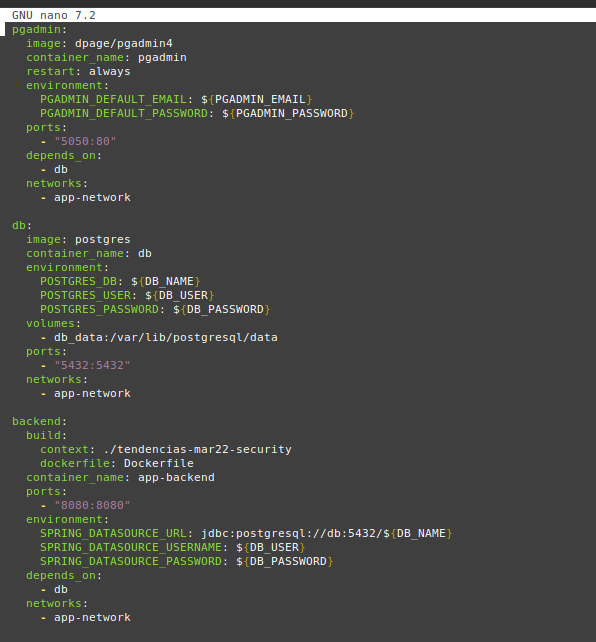 GNU nano 7.2
pgadmin:
  image: dpage/pgadmin4
  container_name: pgadmin
  restart: always
  environment:
    PGADMIN_DEFAULT_EMAIL: ${PGADMIN_EMAIL}
    PGADMIN_DEFAULT_PASSWORD: ${PGADMIN_PASSWORD}
  ports:
    - "5050:80"
  depends_on:
    - db
  networks:
    - app-network

db:
  image: postgres
  container_name: db
  environment:
    POSTGRES_DB: ${DB_NAME}
    POSTGRES_USER: ${DB_USER}
    POSTGRES_PASSWORD: ${DB_PASSWORD}
  volumes:
    - db_data:/var/lib/postgresql/data
  ports:
    - "5432:5432"
  networks:
    - app-network

backend:
  build:
    context: ./tendencias-mar22-security
    dockerfile: Dockerfile
  container_name: app-backend
  ports:
    - "8080:8080"
  environment:
    SPRING_DATASOURCE_URL: jdbc:postgresql://db:5432/${DB_NAME}
    SPRING_DATASOURCE_USERNAME: ${DB_USER}
    SPRING_DATASOURCE_PASSWORD: ${DB_PASSWORD}
  depends_on:
    - db
  networks:
    - app-network